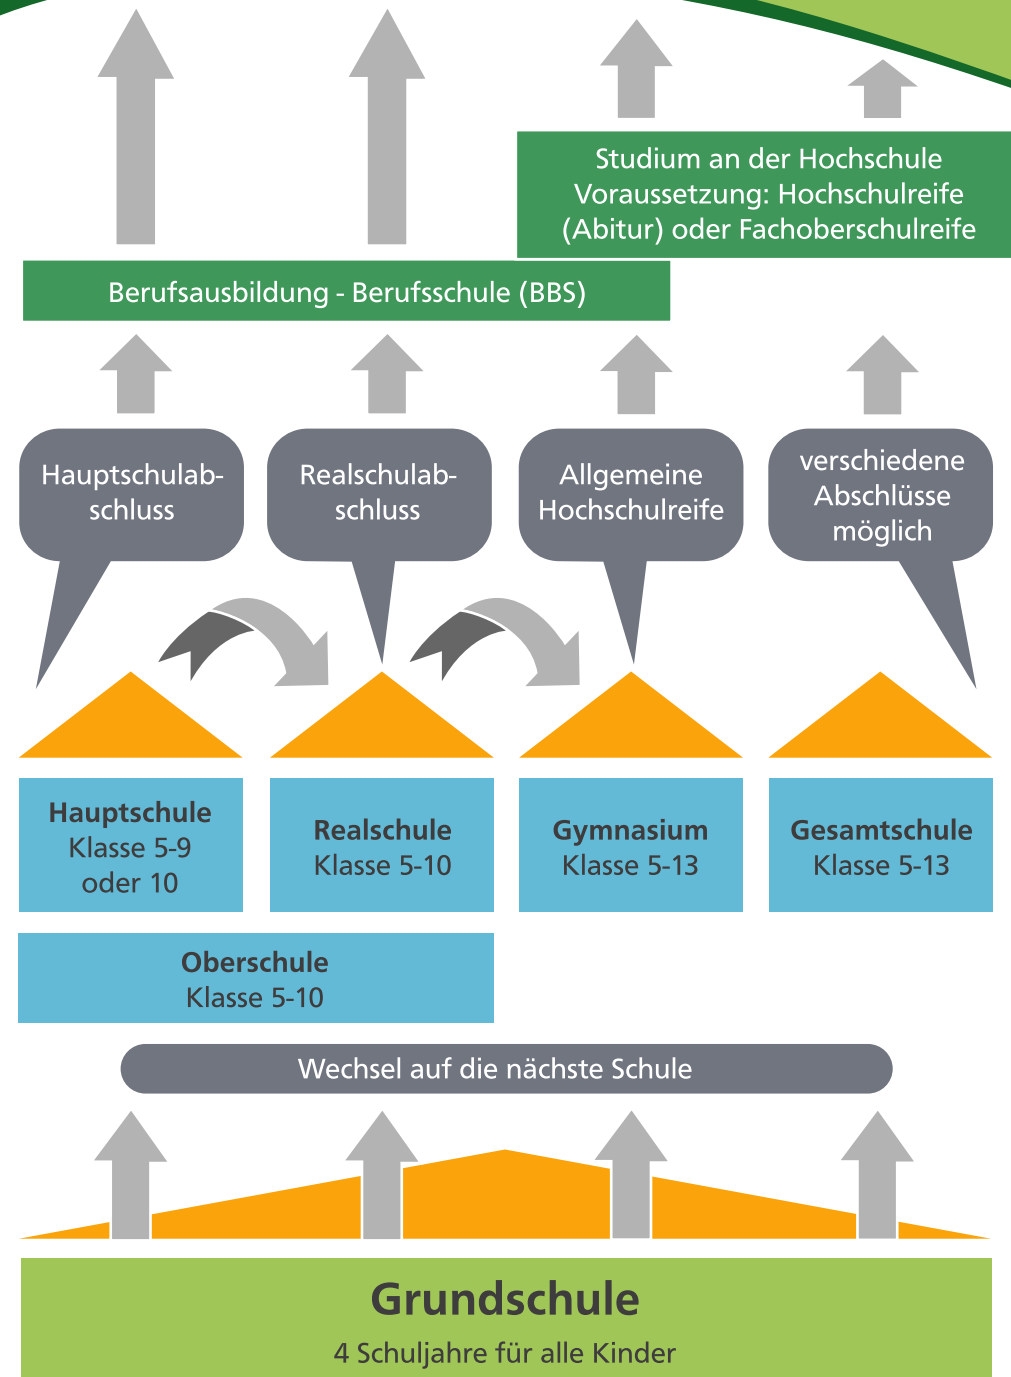 Studium an der Hochschule
Voraussetzung: Hochschulreife
(Abitur) oder Fachoberschulreife
Berufsausbildung - Berufsschule (BBS)
Hauptschulab-
schluss
Realschulab-
schluss
Allgemeine
Hochschulreife
verschiedene
Abschlüsse
möglich
Hauptschule
Klasse 5-9
oder 10
Realschule
Klasse 5-10
Gymnasium
Klasse 5-13
Gesamtschule
Klasse 5-13
Oberschule
Klasse 5-10
Wechsel auf die nächste Schule
Grundschule
4 Schuljahre für alle Kinder